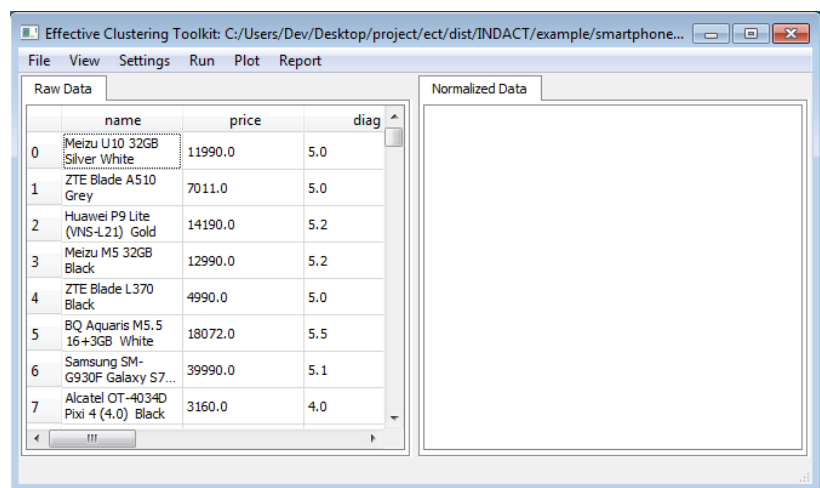 Effective Clustering Toolkit: C:/Users/Dev/Desktop/project/ect/dist/INDACT/example/smartphone...
File View Settings Run Plot Report
Raw Data
name price diag
0 Meizu U10 32GB
Silver White 11990.0 5.0
1 ZTE Blade A510
Grey 7011.0 5.0
2 Huawei P9 Lite
(VNS-L21) Gold 14190.0 5.2
3 Meizu M5 32GB
Black 12990.0 5.2
4 ZTE Blade L370
Black 4990.0 5.0
5 BQ Aquaris M5.5
16+3GB White 18072.0 5.5
6 Samsung SM-
G930F Galaxy S7... 39990.0 5.1
7 Alcatel OT-4034D
Pixi 4 (4.0) Black 3160.0 4.0
Normalized Data